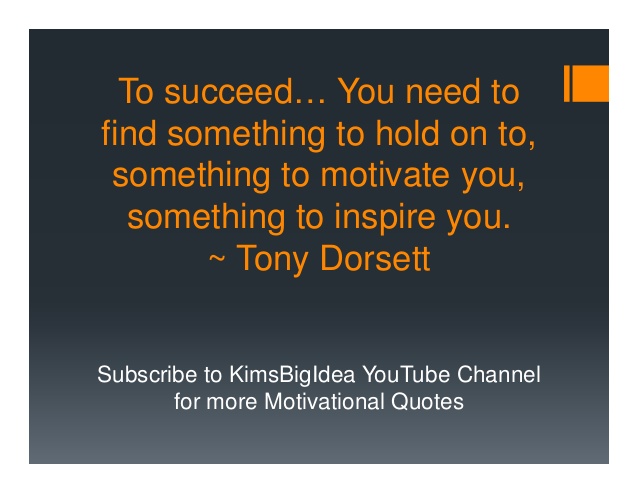 To succeed… You need to
find something to hold on to,
something to motivate you,
something to inspire you.
~ Tony Dorsett
Subscribe to KimsBigIdea YouTube Channel
for more Motivational Quotes